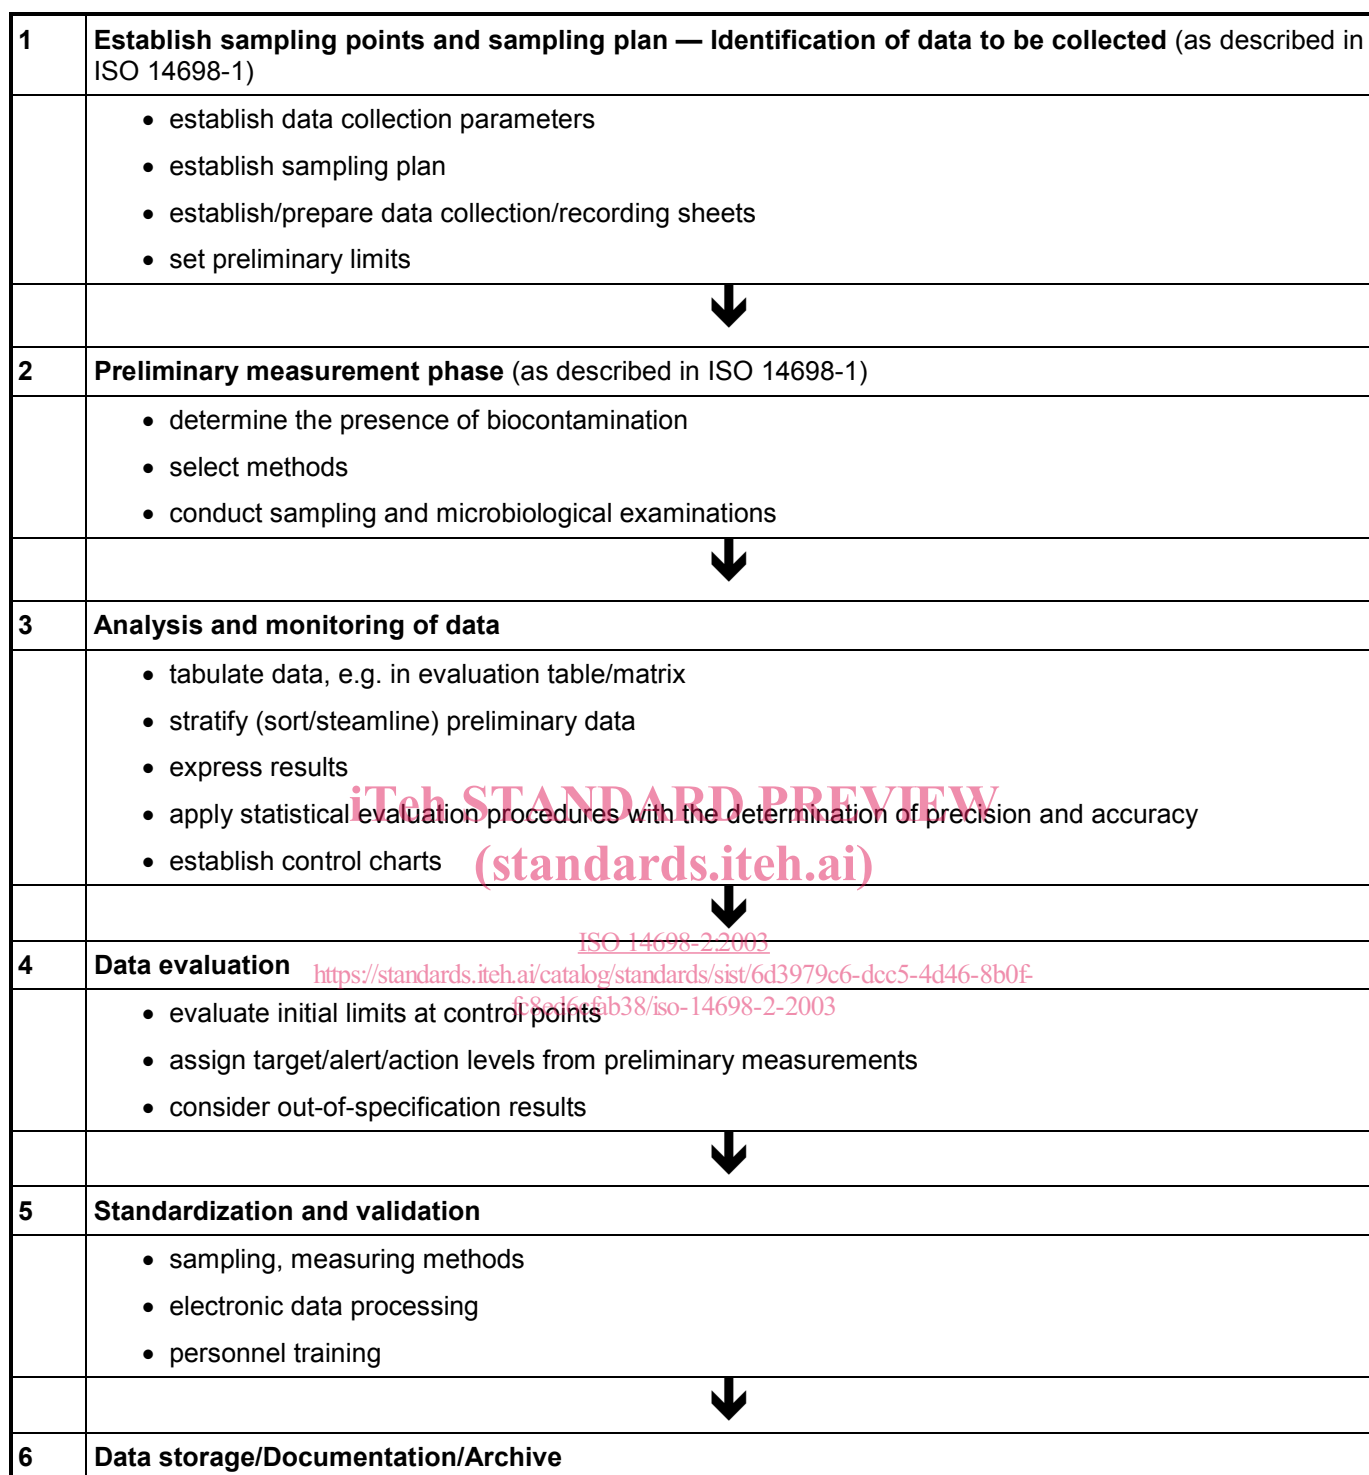 1 Establish sampling points and sampling plan — Identification of data to be collected (as described in
ISO 14698-1)
• establish data collection parameters
• establish sampling plan
• establish/prepare data collection/recording sheets
• set preliminary limits
2 Preliminary measurement phase (as described in ISO 14698-1)
• determine the presence of biocontamination
• select methods
• conduct sampling and microbiological examinations
3 Analysis and monitoring of data
• tabulate data, e.g. in evaluation table/matrix
• stratify (sort/steamline) preliminary data
• express results
iTeh STANDARD PREVIEW
• apply statistical evaluation procedures with the determination of precision and accuracy
• establish control charts
(standards.iteh.ai)
ISO 14698-2:2003
4 Data evaluation
https://standards.iteh.ai/catalog/standards/sist/6d3979c6-dcc5-4d46-8b0f-
fc8ed6efab38/iso-14698-2-2003
• evaluate initial limits at control points
• assign target/alert/action levels from preliminary measurements
• consider out-of-specification results
5 Standardization and validation
• sampling, measuring methods
• electronic data processing
• personnel training
6 Data storage/Documentation/Archive